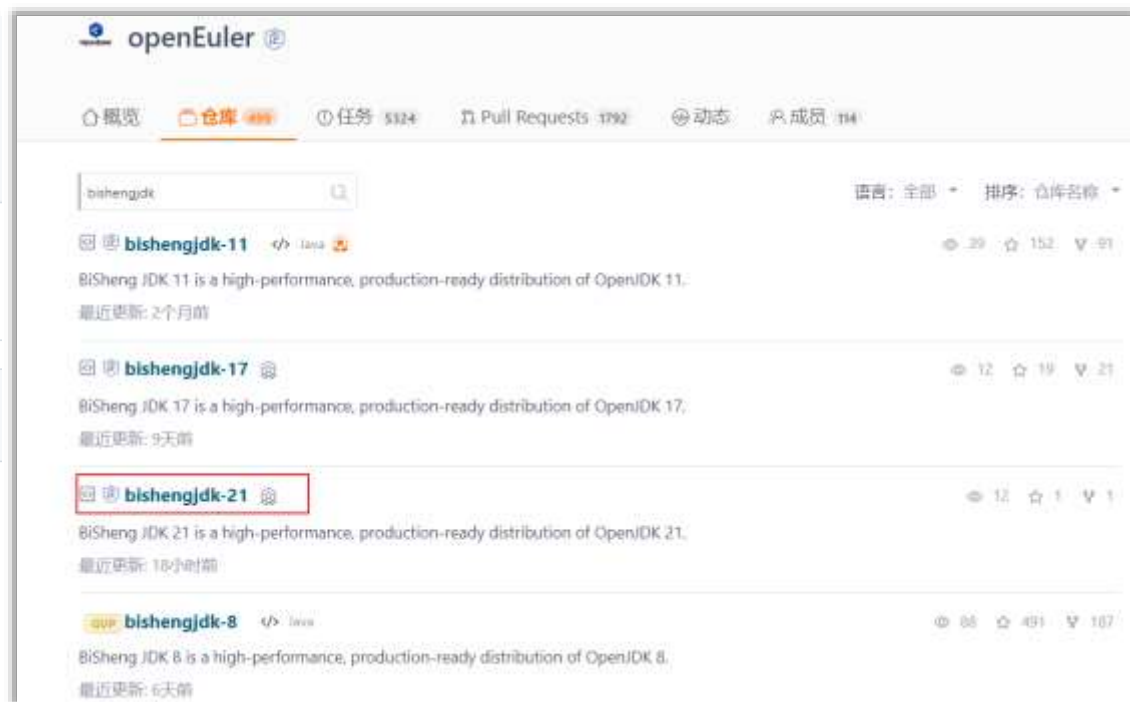 openEuler
概览 仓库 499 任务 5324 Pull Requests 1792 动态 成员 114
bishengjdk 语言: 全部 排序: 仓库名称
bishengjdk-11 </> Java 39 152 91
BiSheng JDK 11 is a high-performance, production-ready distribution of OpenJDK 11.
最近更新: 2个月前
bishengjdk-17 12 19 21
BiSheng JDK 17 is a high-performance, production-ready distribution of OpenJDK 17.
最近更新: 9天前
bishengjdk-21 12 1 1
BiSheng JDK 21 is a high-performance, production-ready distribution of OpenJDK 21.
最近更新: 18小时前
GVP bishengjdk-8 </> Java 88 491 187
BiSheng JDK 8 is a high-performance, production-ready distribution of OpenJDK 8.
最近更新: 6天前